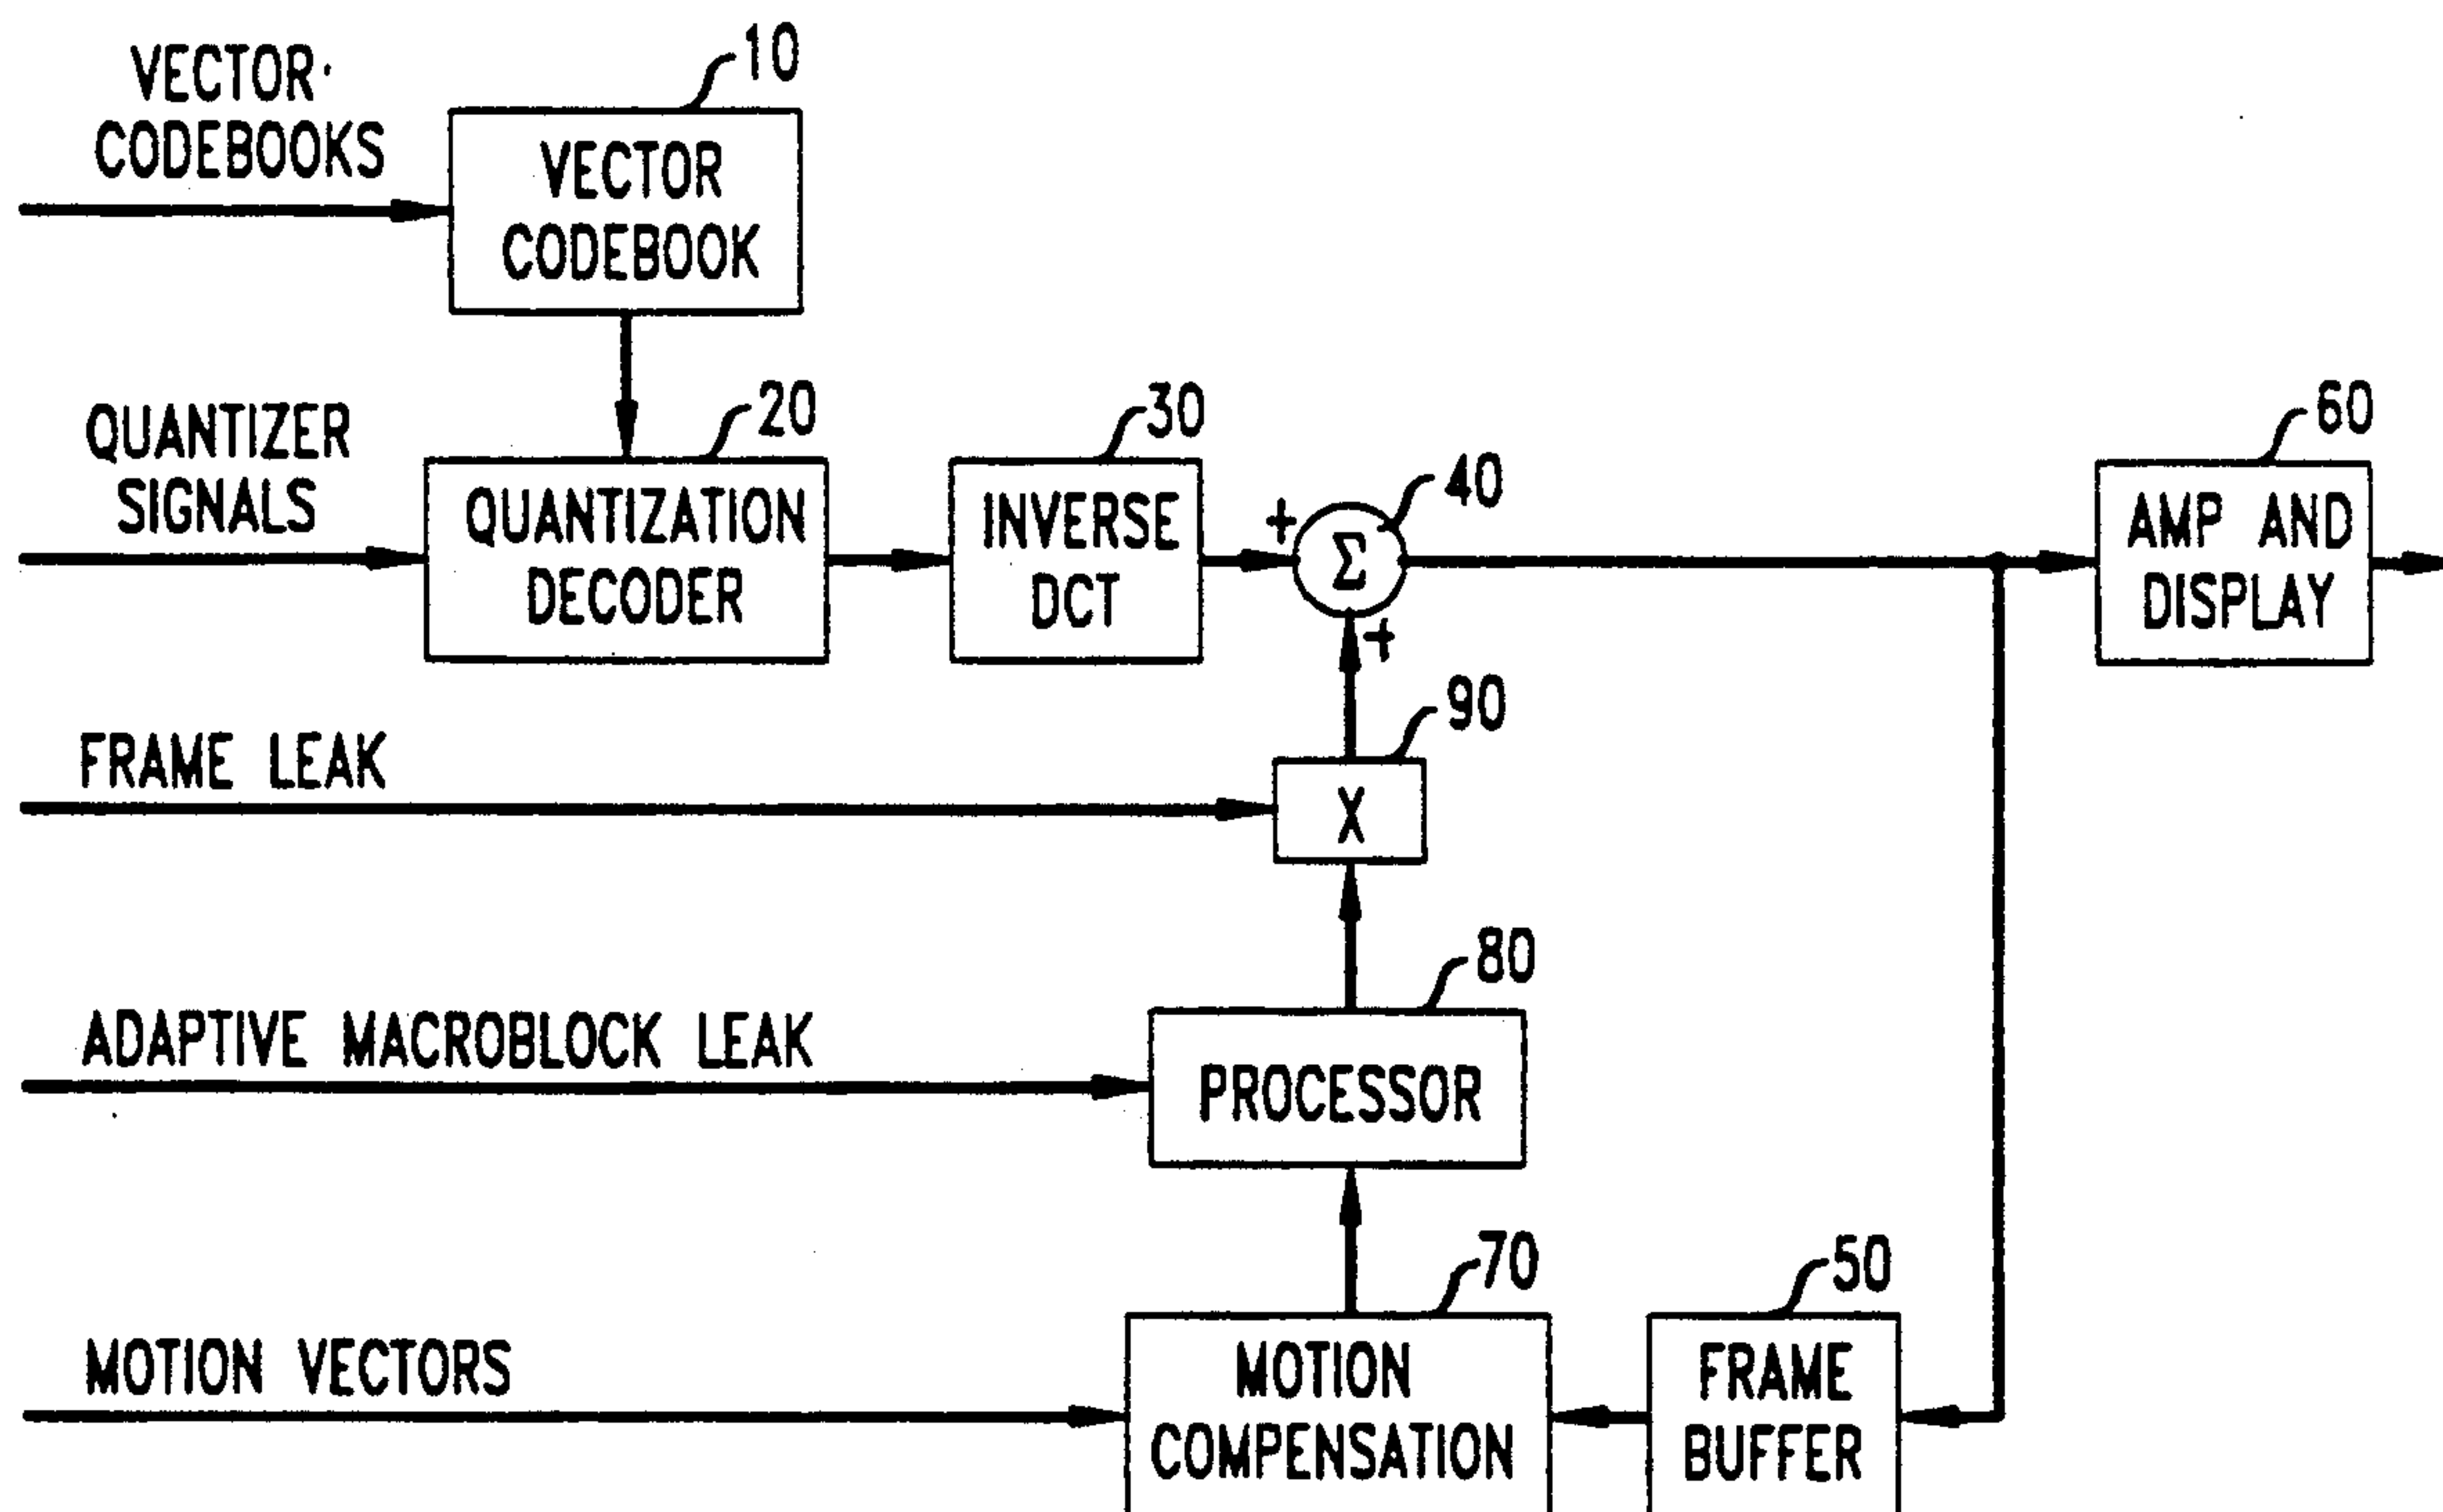 VECTOR
CODEBOOKS
10
VECTOR
CODEBOOK
QUANTIZER
SIGNALS
20
QUANTIZATION
DECODER
30
INVERSE
DCT
+
Σ
40
+
60
AMP AND
DISPLAY
FRAME LEAK
90
X
ADAPTIVE MACROBLOCK LEAK
80
PROCESSOR
MOTION VECTORS
70
MOTION
COMPENSATION
50
FRAME
BUFFER